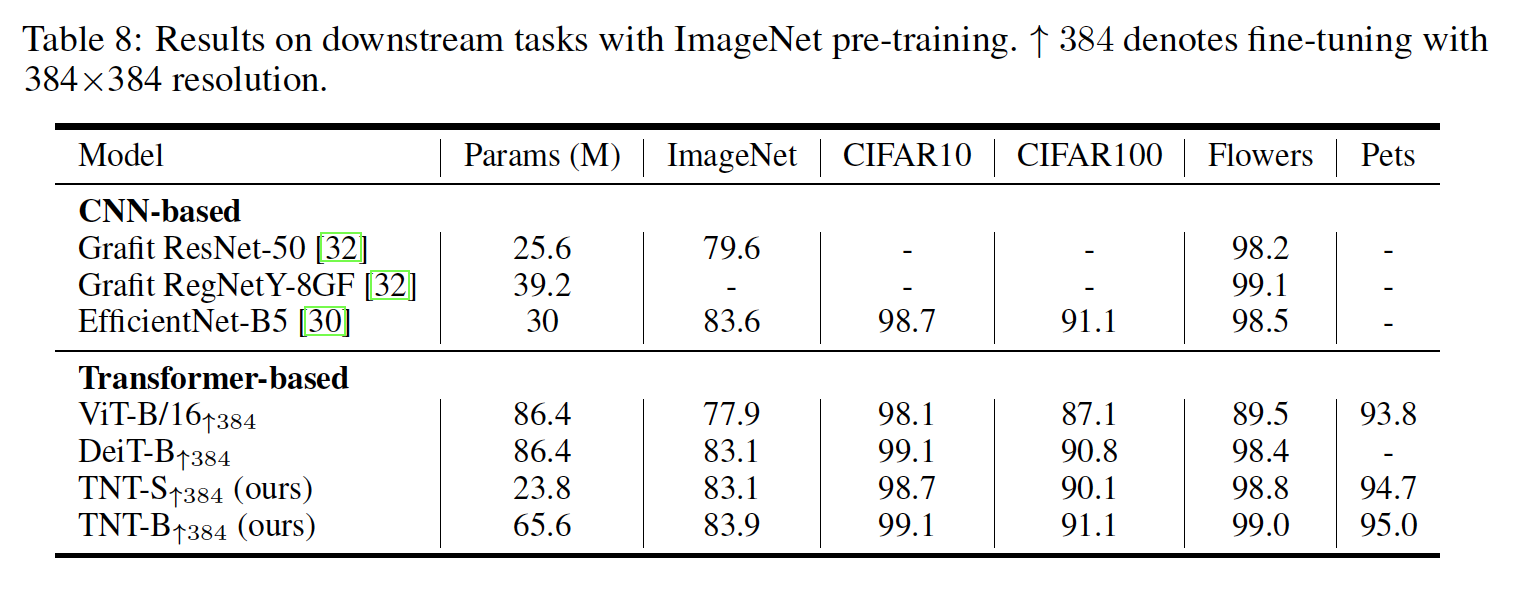 Table 8: Results on downstream tasks with ImageNet pre-training. ↑ 384 denotes fine-tuning with
384×384 resolution.
Model Params (M) ImageNet CIFAR10 CIFAR100 Flowers Pets
CNN-based
Grafit ResNet-50 [32] 25.6 79.6 - - 98.2 -
Grafit RegNetY-8GF [32] 39.2 - - - 99.1 -
EfficientNet-B5 [30] 30 83.6 98.7 91.1 98.5 -
Transformer-based
ViT-B/16↑384 86.4 77.9 98.1 87.1 89.5 93.8
DeiT-B↑384 86.4 83.1 99.1 90.8 98.4 -
TNT-S↑384 (ours) 23.8 83.1 98.7 90.1 98.8 94.7
TNT-B↑384 (ours) 65.6 83.9 99.1 91.1 99.0 95.0